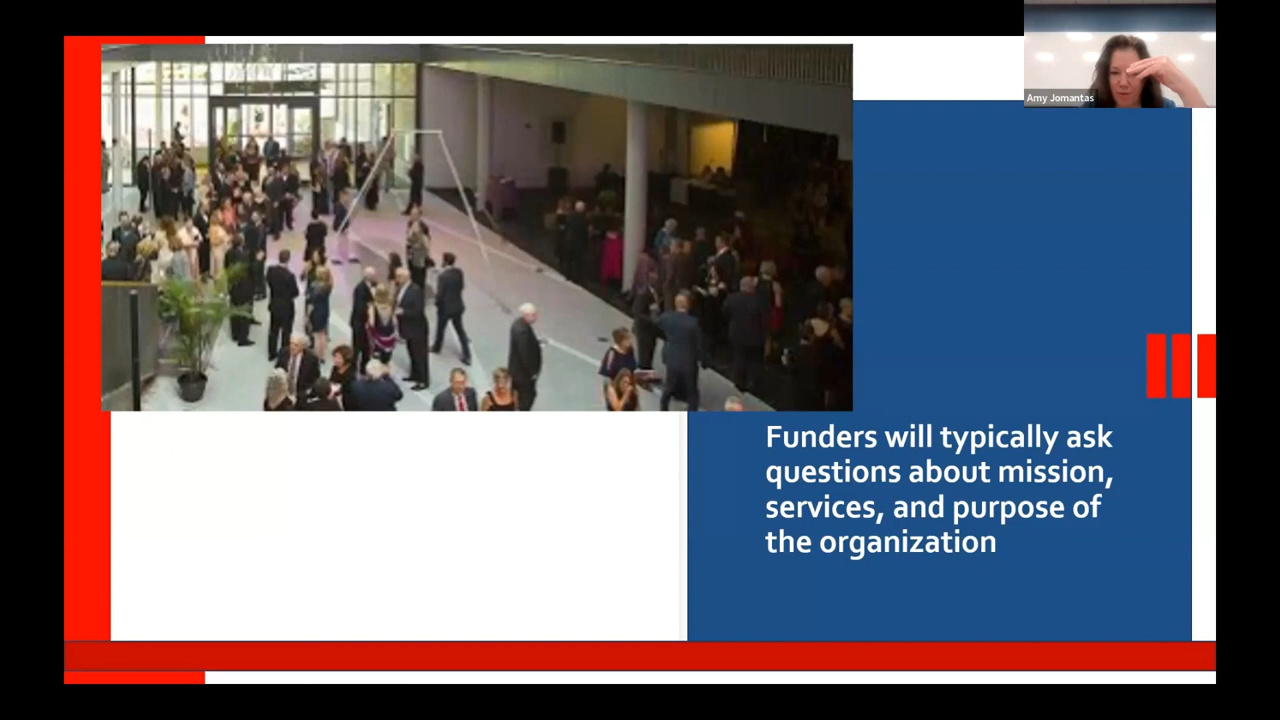 Amy Jomantas
Funders will typically ask
questions about mission,
services, and purpose of
the organization